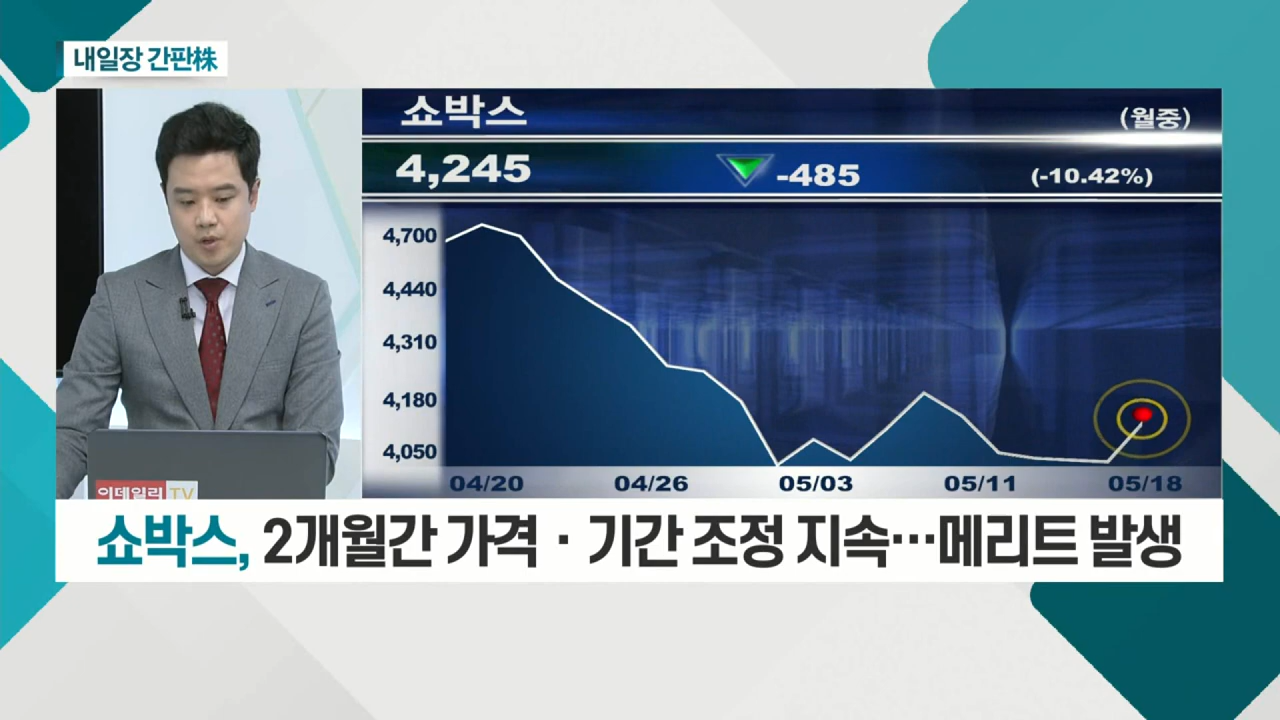 내일장 간판株
쇼박스 (월중)
4,245 -485 (-10.42%)
4,700
4,440
4,310
4,180
4,050
04/20 04/26 05/03 05/11 05/18
이데일리 TV
쇼박스, 2개월간 가격·기간 조정 지속…메리트 발생